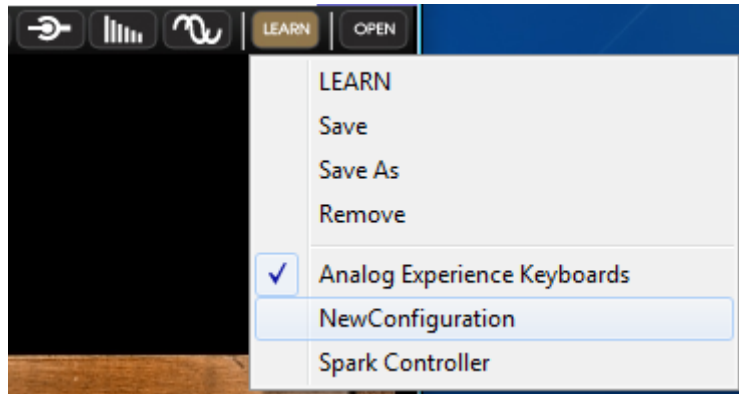 LEARN OPEN
LEARN
Save
Save As
Remove
Analog Experience Keyboards
NewConfiguration
Spark Controller